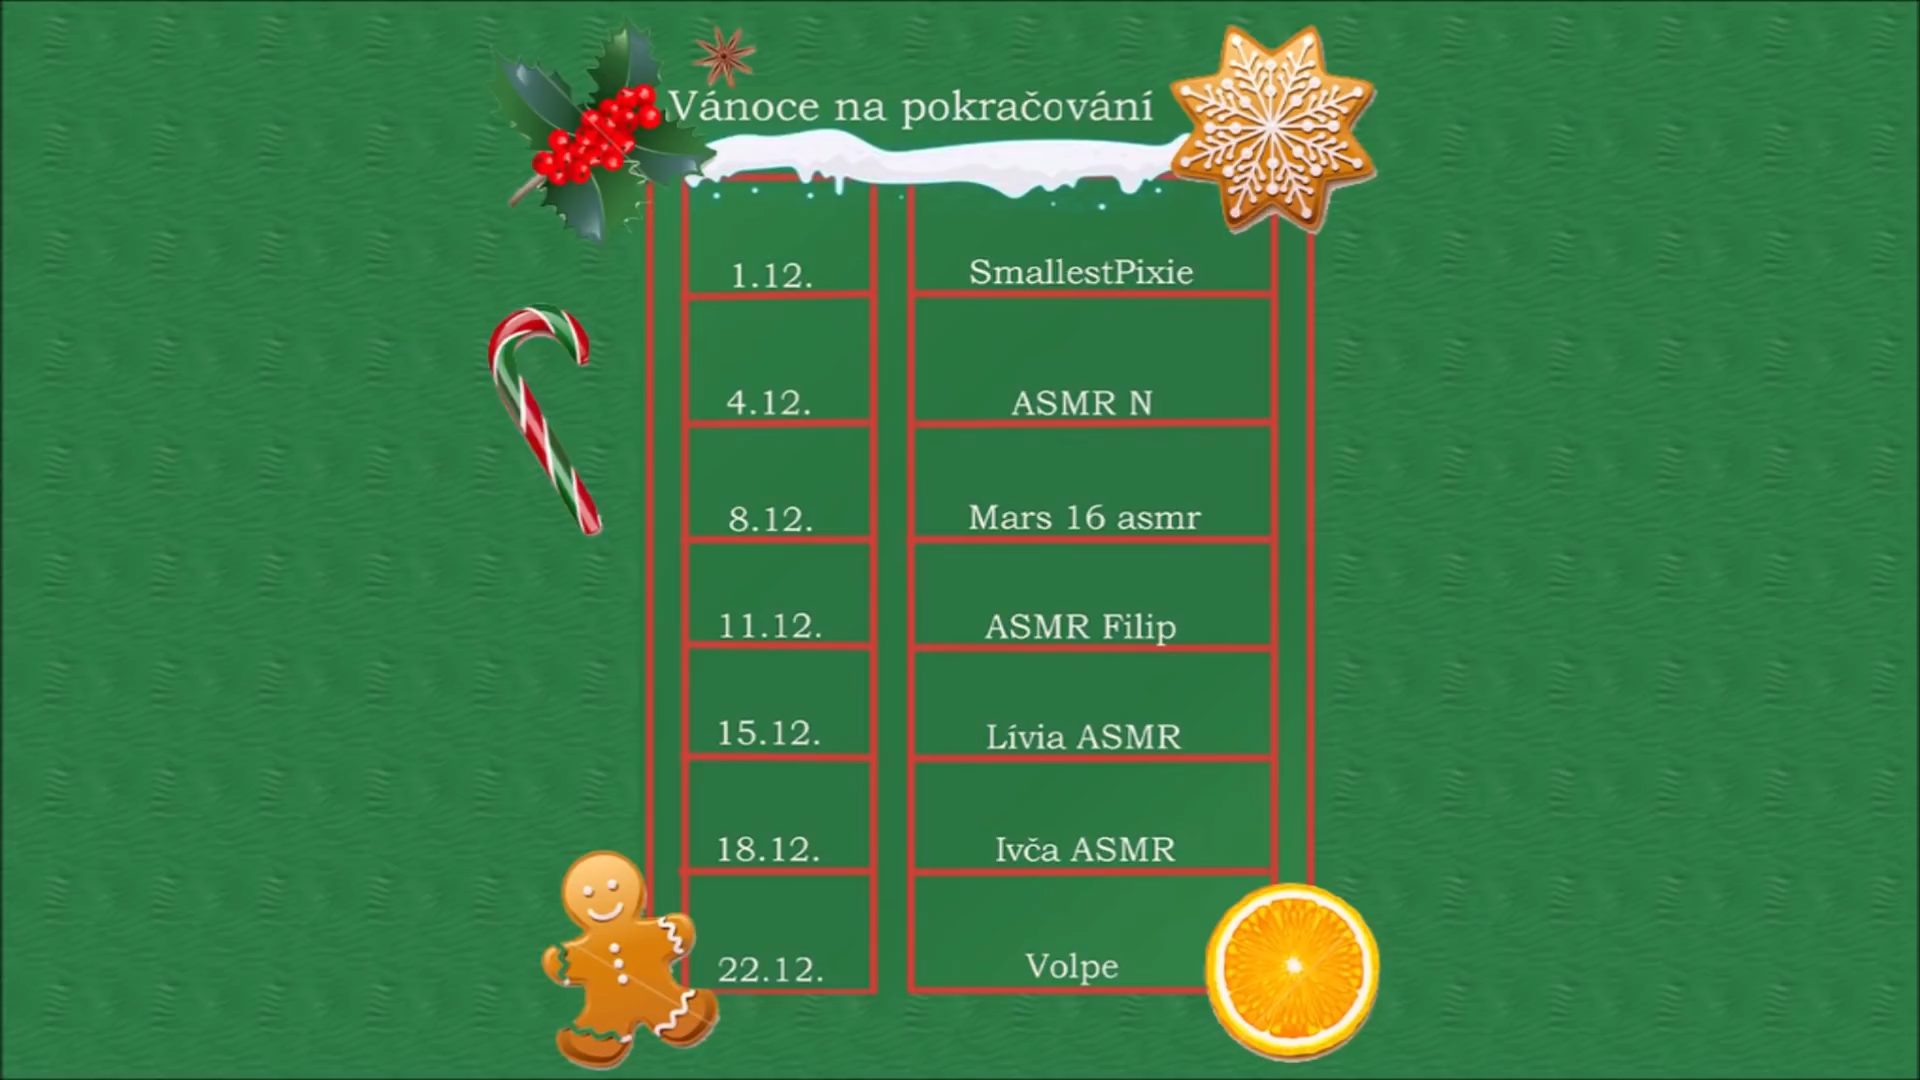 Vánoce na pokračování
1.12. SmallestPixie
4.12. ASMR N
8.12. Mars 16 asmr
11.12. ASMR Filip
15.12. Lívia ASMR
18.12. Ivča ASMR
22.12. Volpe